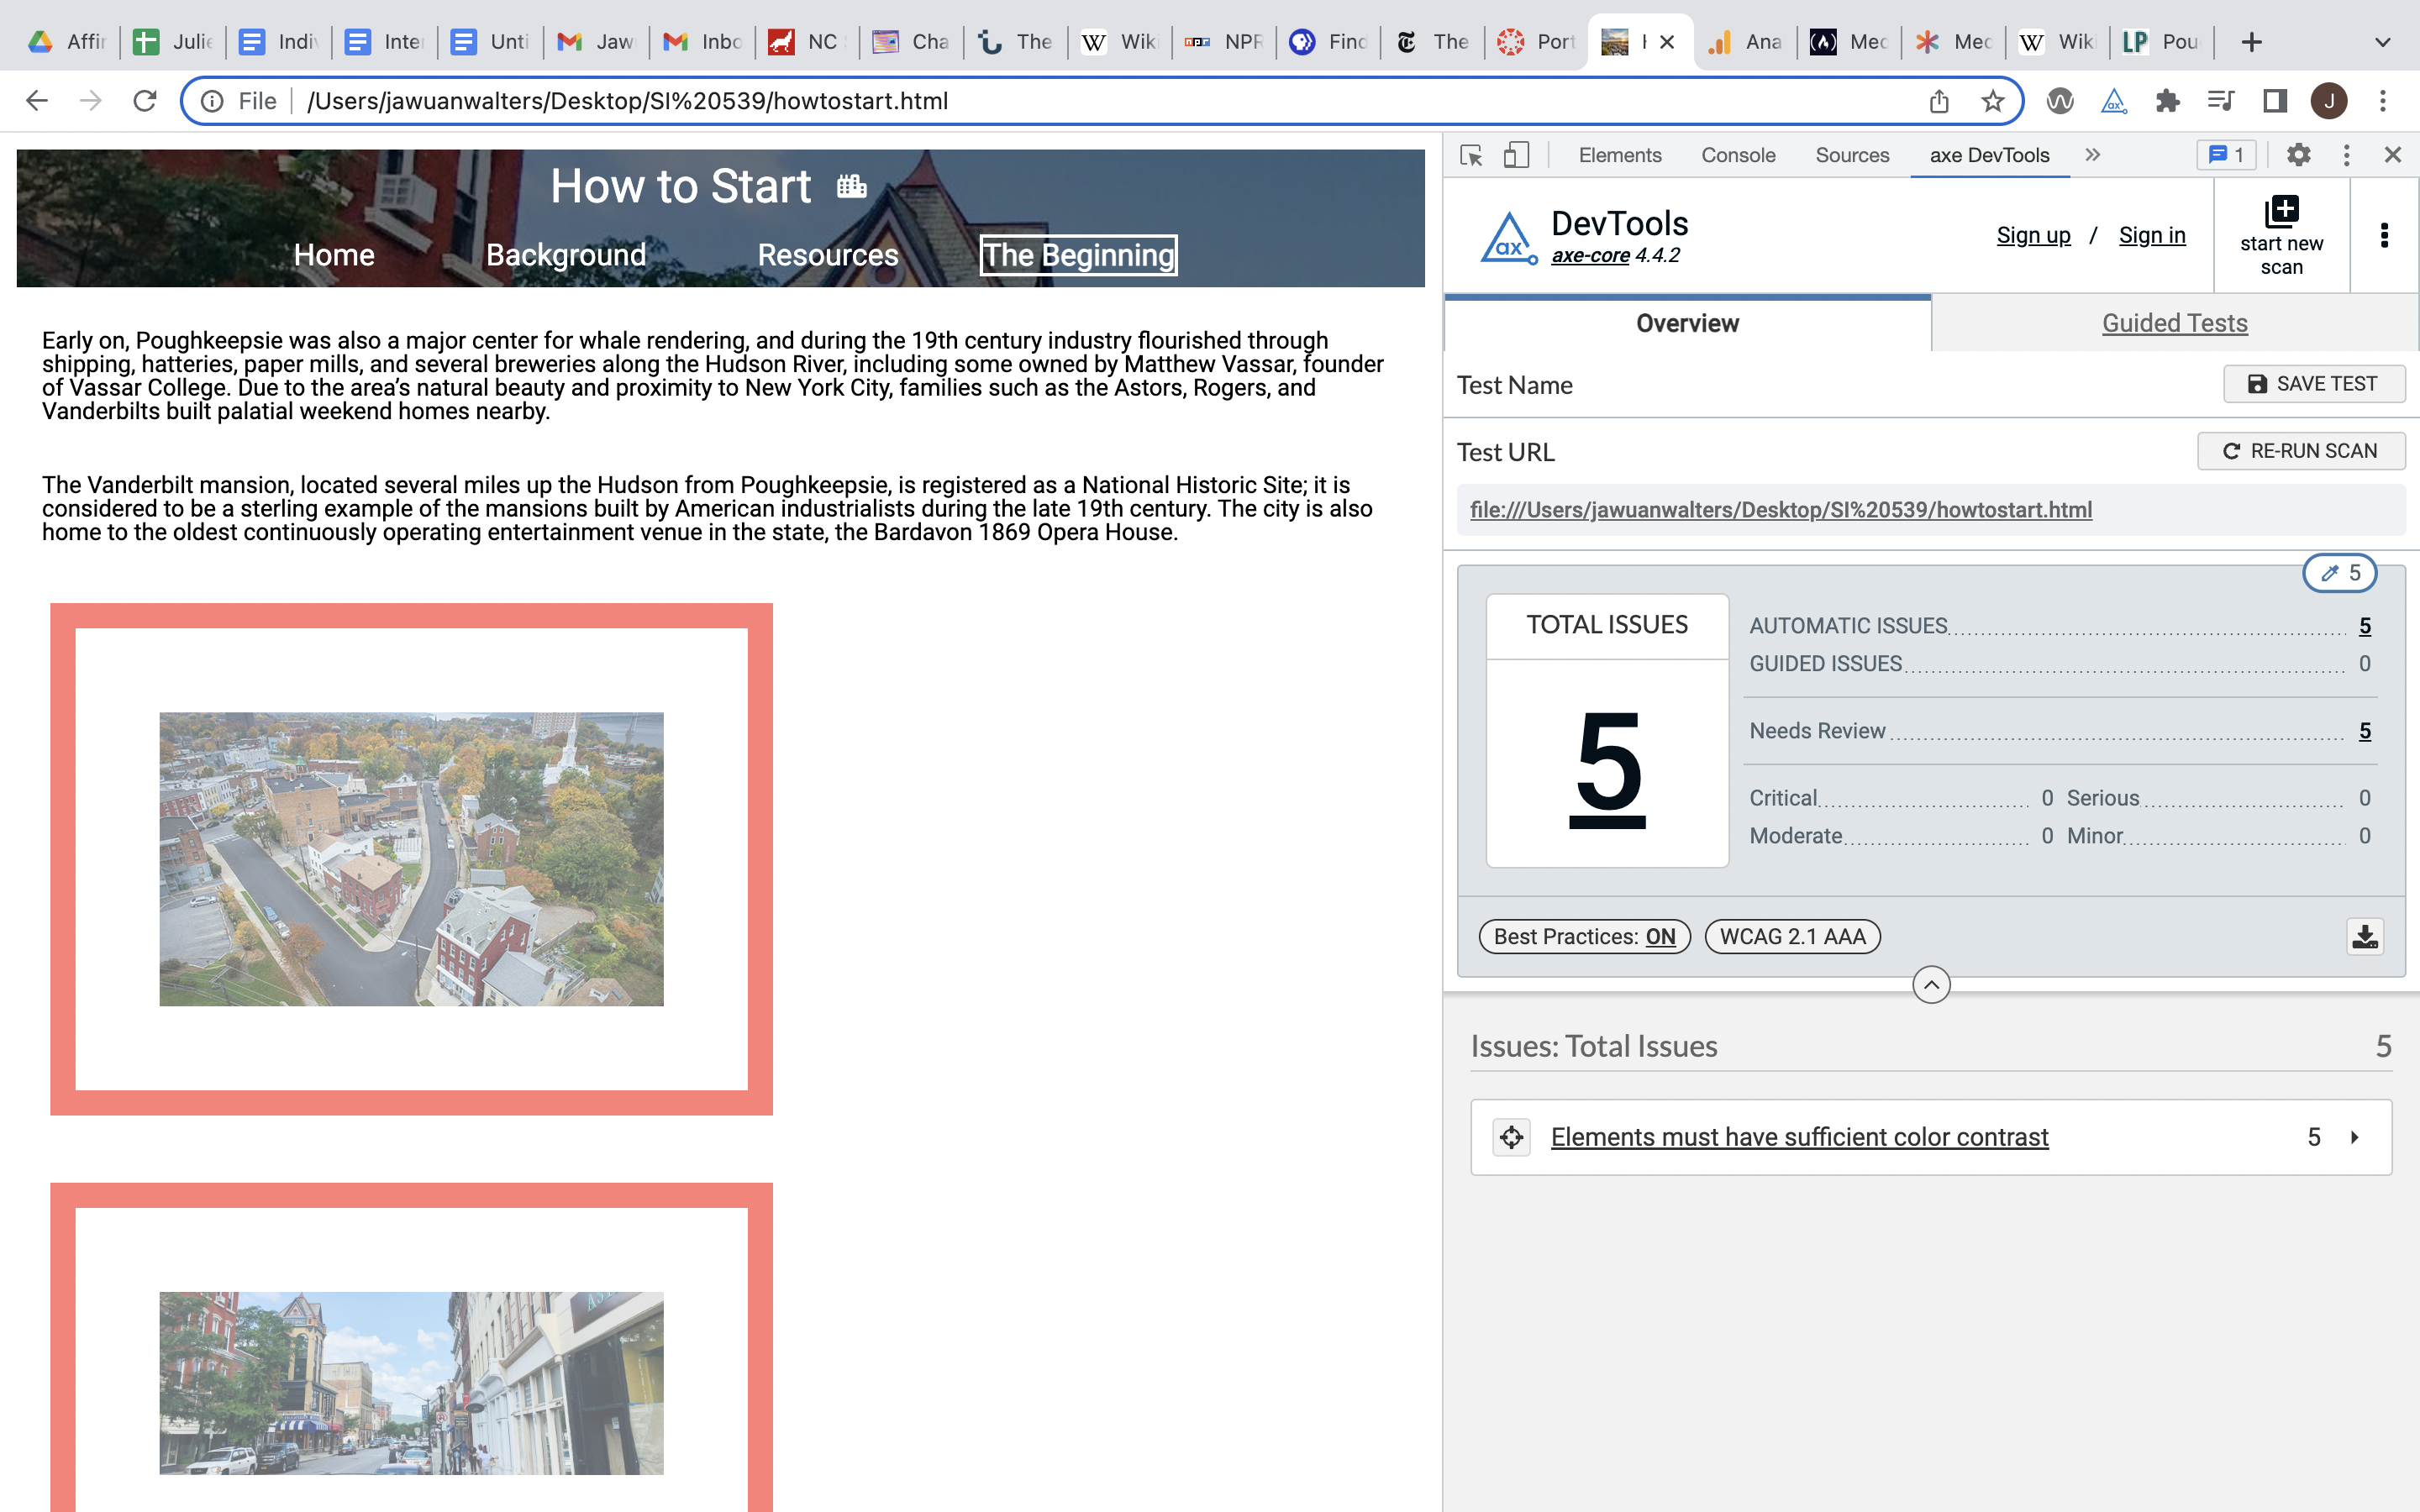 Affin
Julie
Indiv
Inter
Unti
Jaw
Inbo
NC
Cha
The
W Wiki
npr NPR
Find
The
Port
Ana
Med
Med
W Wiki
LP Pou
File /Users/jawuanwalters/Desktop/SI%20539/howtostart.html
J
How to Start
Home Background Resources The Beginning
Early on, Poughkeepsie was also a major center for whale rendering, and during the 19th century industry flourished through
shipping, hatteries, paper mills, and several breweries along the Hudson River, including some owned by Matthew Vassar, founder
of Vassar College. Due to the area’s natural beauty and proximity to New York City, families such as the Astors, Rogers, and
Vanderbilts built palatial weekend homes nearby.
The Vanderbilt mansion, located several miles up the Hudson from Poughkeepsie, is registered as a National Historic Site; it is
considered to be a sterling example of the mansions built by American industrialists during the late 19th century. The city is also
home to the oldest continuously operating entertainment venue in the state, the Bardavon 1869 Opera House.
Elements Console Sources axe DevTools 1
ax DevTools
axe-core 4.4.2
Sign up / Sign in
start new
scan
Overview Guided Tests
Test Name SAVE TEST
Test URL RE-RUN SCAN
file:///Users/jawuanwalters/Desktop/SI%20539/howtostart.html
5
TOTAL ISSUES
5
AUTOMATIC ISSUES 5
GUIDED ISSUES 0
Needs Review 5
Critical 0 Serious 0
Moderate 0 Minor 0
Best Practices: ON WCAG 2.1 AAA
Issues: Total Issues 5
Elements must have sufficient color contrast 5